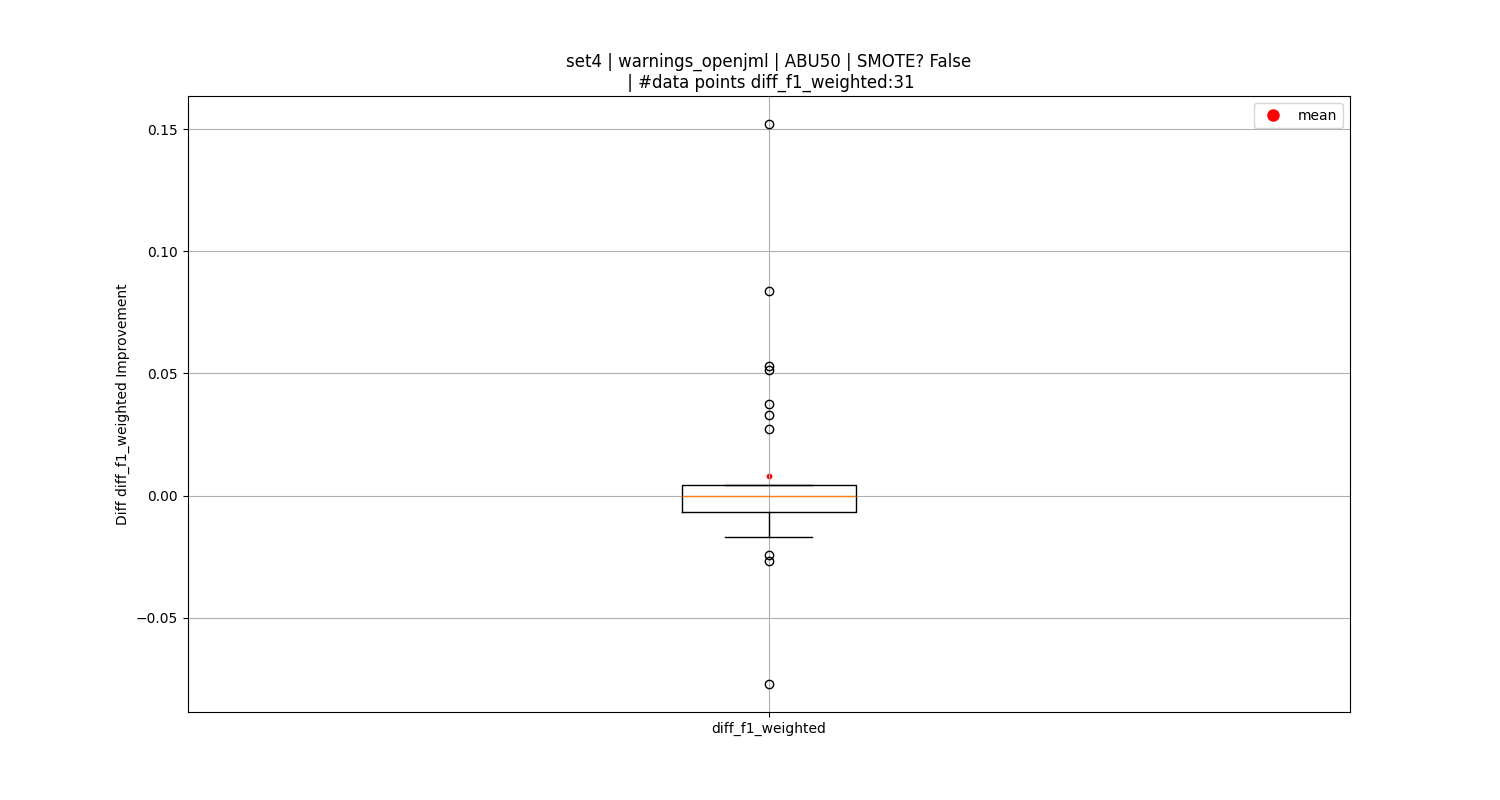 set4 | warnings_openjml | ABU50 | SMOTE? False
| #data points diff_f1_weighted:31
mean
0.15
0.10
0.05
0.00
−0.05
Diff diff_f1_weighted Improvement
diff_f1_weighted